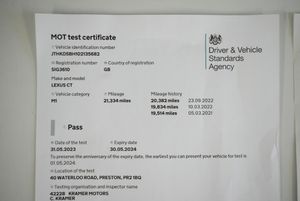 MOT test certificate
Vehicle identification number
JTHKD5BH102135682
Registration number
Country of registration
SIG3610
GB
Make and model
LEXUS CT
Vehicle category
Mileage
Mileage history
M1
21,334 miles
20,382 miles 23.09.2022
19,834 miles 10.03.2022
19,514 miles 05.03.2021
Driver & Vehicle
Standards
Agency
Pass
Date of the test
Expiry date
31.05.2023
30.05.2024
To preserve the anniversary of the expiry date, the earliest you can present your vehicle for test is
01.05.2024.
Location of the test
40 WATERLOO ROAD, PRESTON, PR2 1BQ
Testing organisation and inspector name
42228 KRAMER MOTORS
C. KRAMER